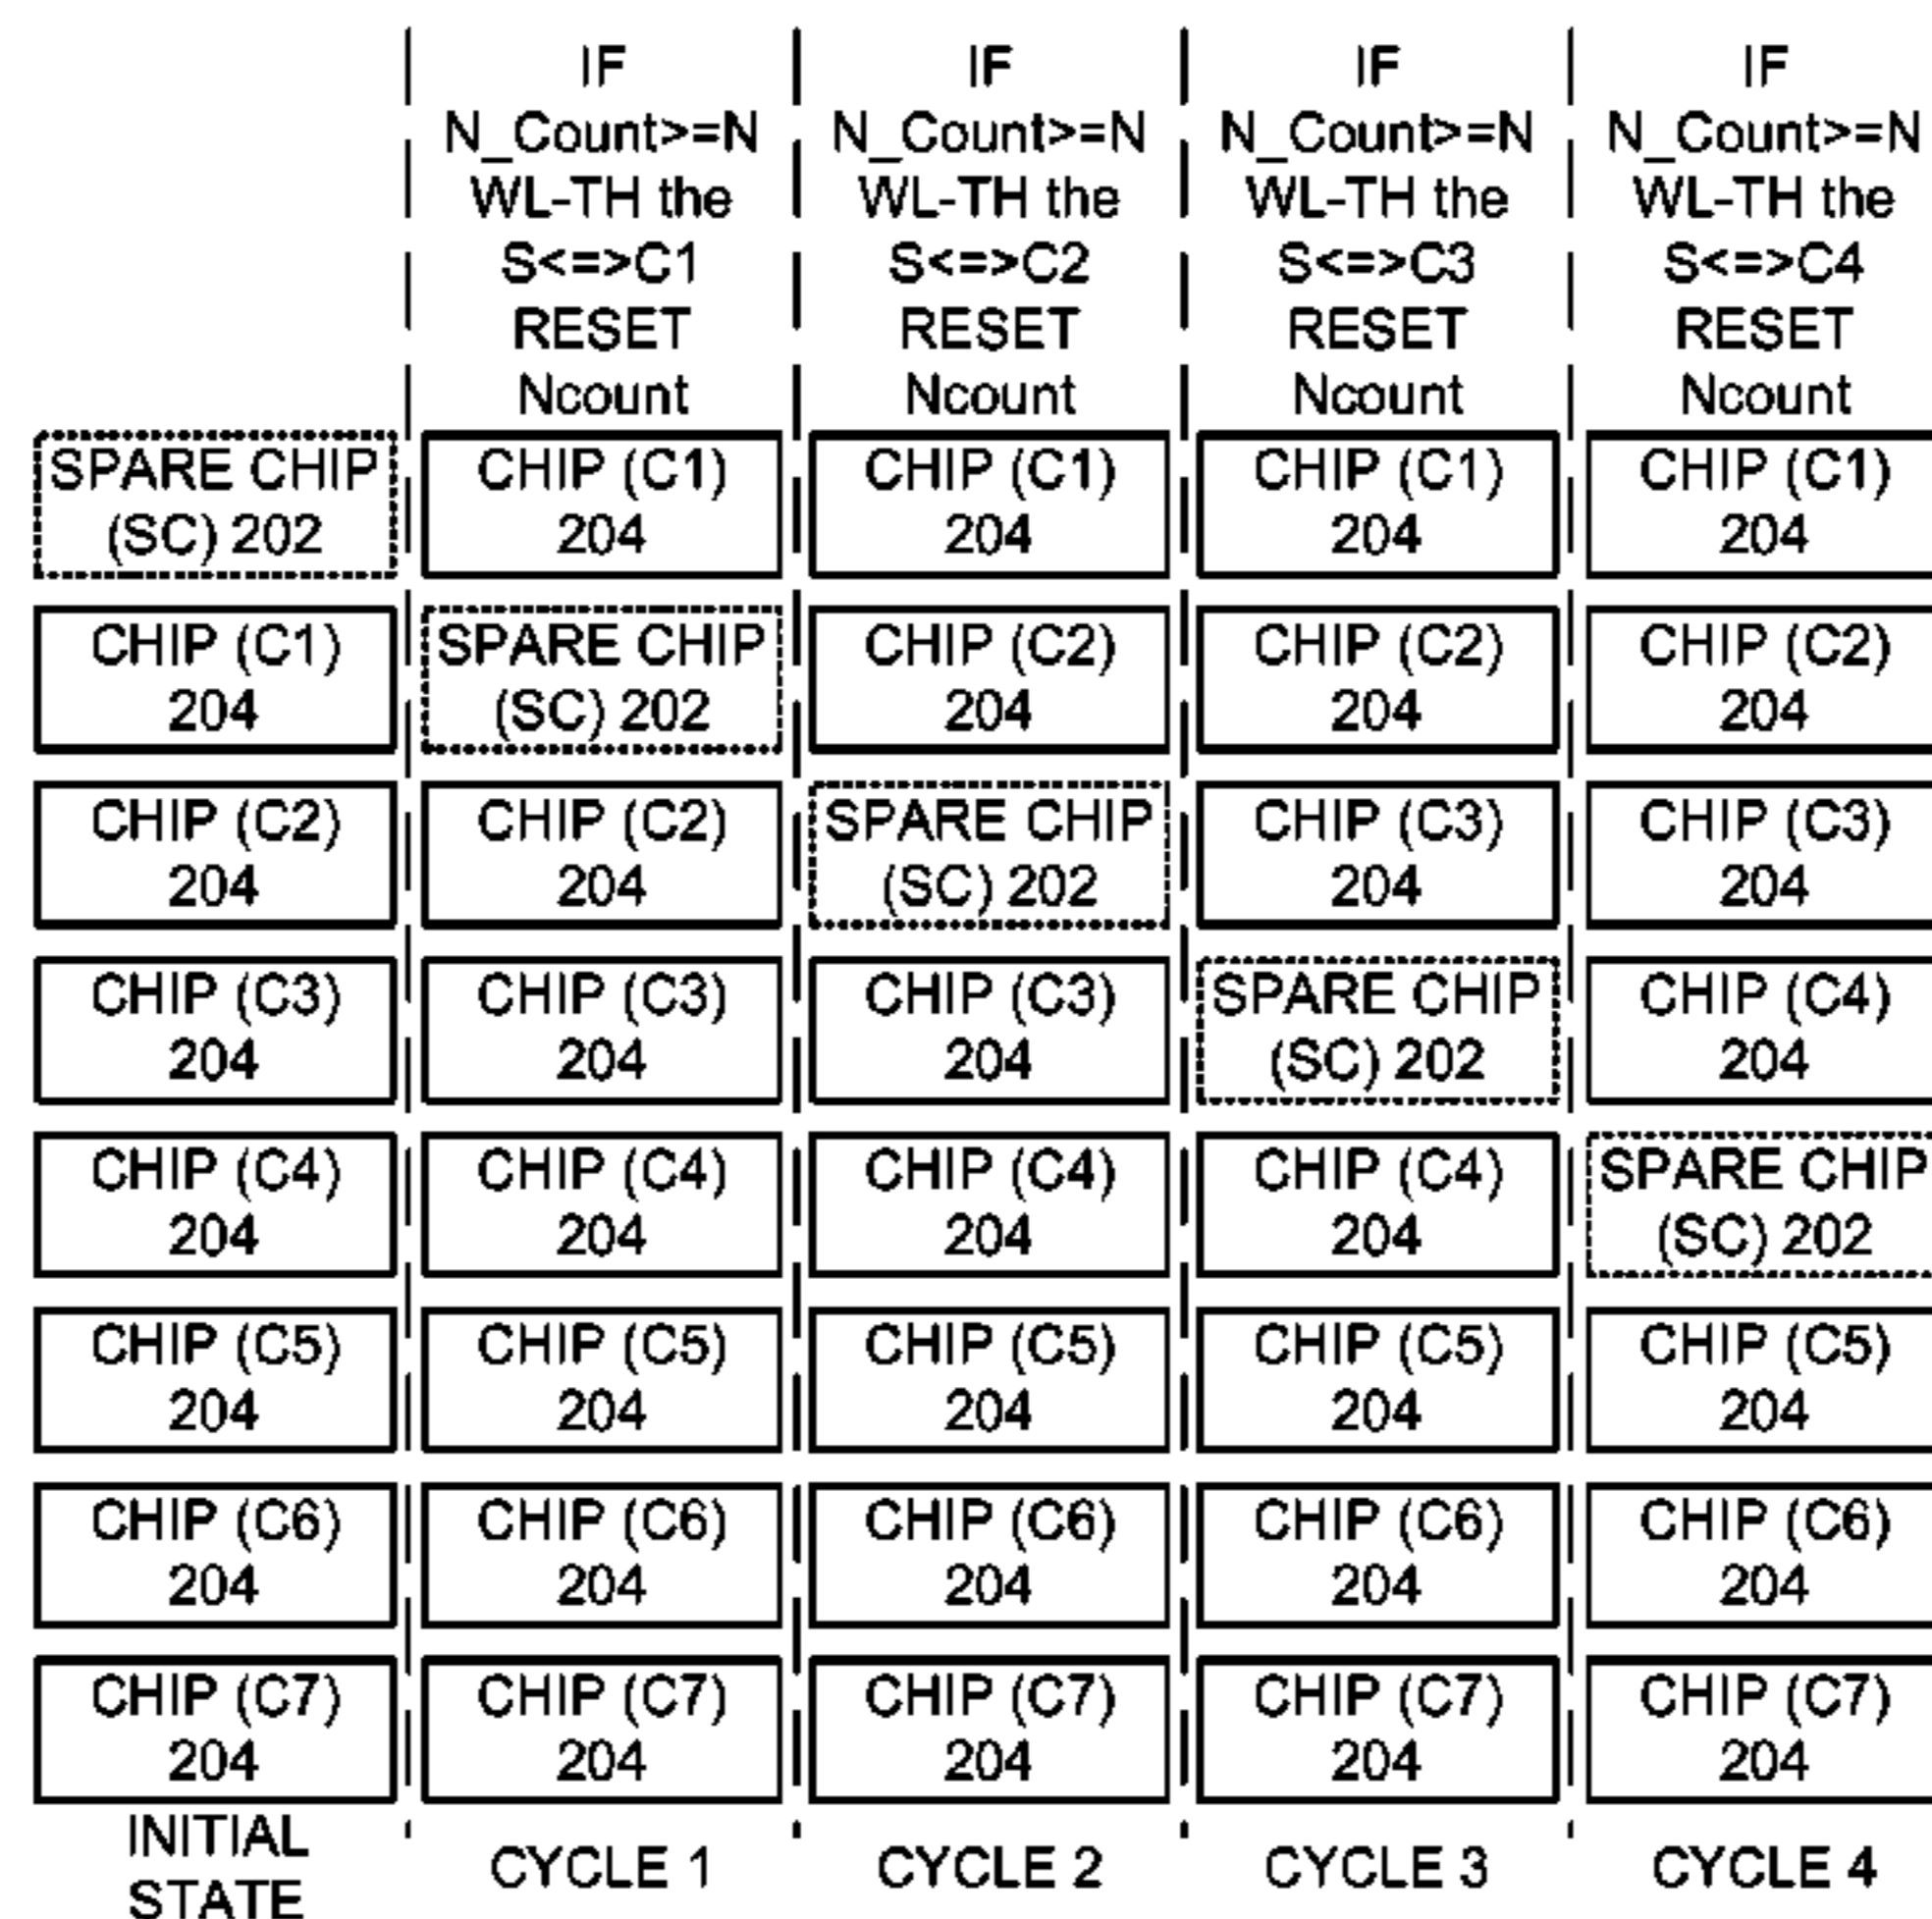 IF
N_Count>=N
WL-TH the
S<=>C1
RESET
Ncount
IF
N_Count>=N
WL-TH the
S<=>C2
RESET
Ncount
IF
N_Count>=N
WL-TH the
S<=>C3
RESET
Ncount
IF
N_Count>=N
WL-TH the
S<=>C4
RESET
Ncount
SPARE CHIP
(SC) 202
CHIP (C1)
204
CHIP (C2)
204
CHIP (C3)
204
CHIP (C4)
204
CHIP (C5)
204
CHIP (C6)
204
CHIP (C7)
204
INITIAL
STATE
CHIP (C1)
204
SPARE CHIP
(SC) 202
CHIP (C2)
204
CHIP (C3)
204
CHIP (C4)
204
CHIP (C5)
204
CHIP (C6)
204
CHIP (C7)
204
CYCLE 1
CHIP (C1)
204
CHIP (C2)
204
SPARE CHIP
(SC) 202
CHIP (C3)
204
CHIP (C4)
204
CHIP (C5)
204
CHIP (C6)
204
CHIP (C7)
204
CYCLE 2
CHIP (C1)
204
CHIP (C2)
204
CHIP (C3)
204
SPARE CHIP
(SC) 202
CHIP (C4)
204
CHIP (C5)
204
CHIP (C6)
204
CHIP (C7)
204
CYCLE 3
CHIP (C1)
204
CHIP (C2)
204
CHIP (C3)
204
CHIP (C4)
204
SPARE CHIP
(SC) 202
CHIP (C5)
204
CHIP (C6)
204
CHIP (C7)
204
CYCLE 4